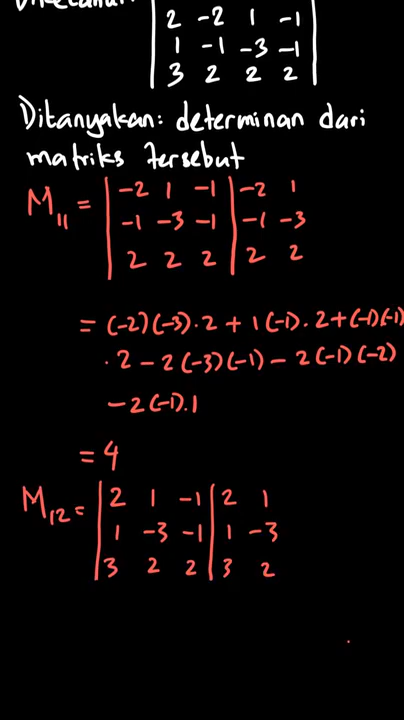 2 -2 1 -1
1 -1 -3 -1
3 2 2 2
Ditanyakan: determinan dari
matriks tersebut
M11 = | -2 1 -1 | -2 1
-1 -3 -1 | -1 -3
2 2 2 | 2 2
= (-2)(-3).2 + 1(-1).2+(-1)(-1)
.2 - 2(-3)(-1) - 2(-1)(-2)
-2(-1).1
= 4
M12= | 2 1 -1 | 2 1
1 -3 -1 | 1 -3
3 2 2 | 3 2